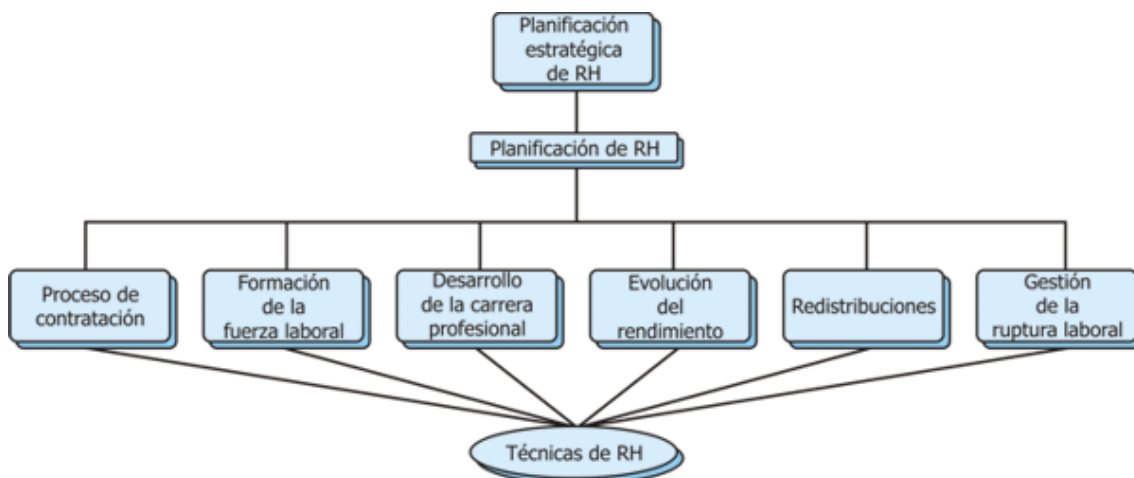 Planificación
estratégica
de RH
Planificación de RH
Proceso de
contratación
Formación
de la
fuerza laboral
Desarrollo
de la carrera
profesional
Evolución
del
rendimiento
Redistribuciones
Gestión
de la
ruptura laboral
Técnicas de RH